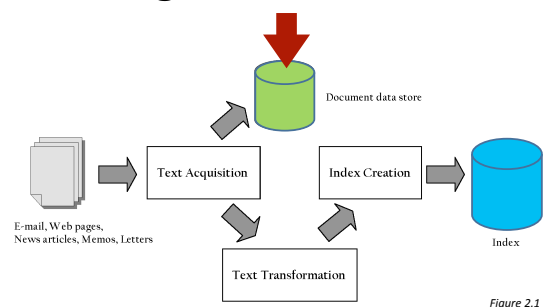 Document data store
Text Acquisition
Index Creation
E-mail, Web pages,
News articles, Memos, Letters
Index
Text Transformation
Figure 2.1